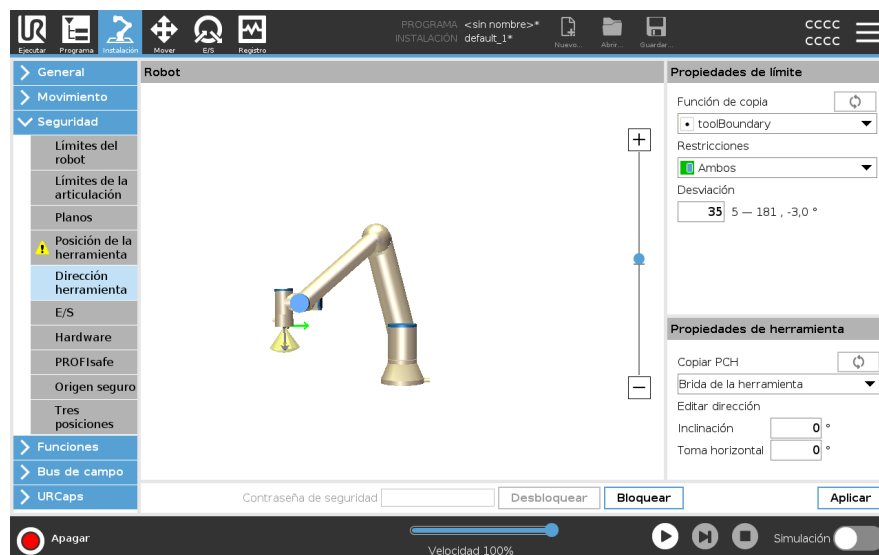 PROGRAMA <sin nombre>*
INSTALACIÓN default_1*
Ejecutar Programa Instalación Mover E/S Registro
Nuevo... Abrir... Guardar...
CCCC
CCCC
General
Movimiento
Seguridad
Límites del
robot
Límites de la
articulación
Planos
Posición de la
herramienta
Dirección
herramienta
E/S
Hardware
PROFIsafe
Origen seguro
Tres
posiciones
Funciones
Bus de campo
URCaps
Robot
Propiedades de límite
Función de copia
toolBoundary
Restricciones
Ambos
Desviación
35 5 — 181 , -3,0 °
Propiedades de herramienta
Copiar PCH
Brida de la herramienta
Editar dirección
Inclinación 0 °
Toma horizontal 0 °
Contraseña de seguridad Desbloquear Bloquear Aplicar
Apagar
Velocidad 100%
Simulación